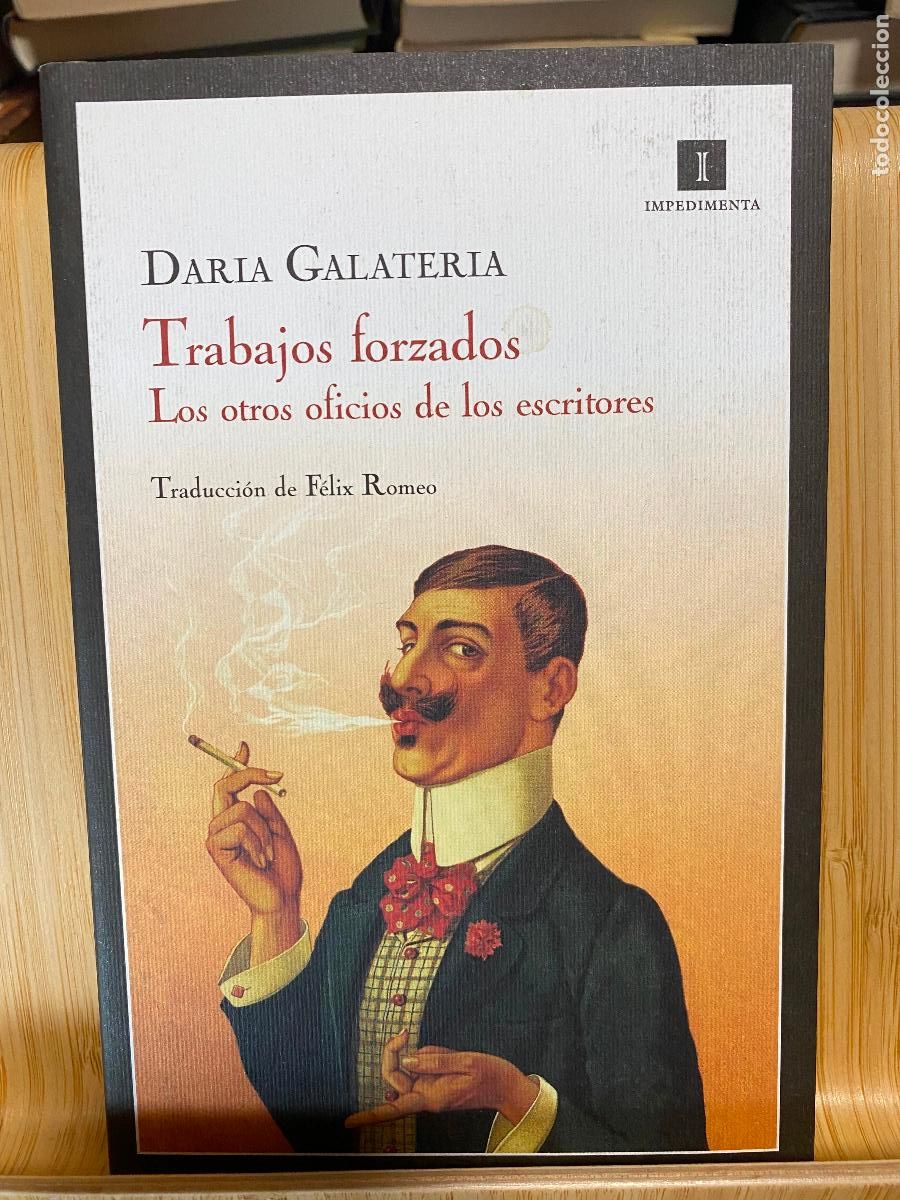 todocoleccion
I
IMPEDIMENTA
DARIA GALATERIA
Trabajos forzados
Los otros oficios de los escritores
Traducción de Félix Romeo